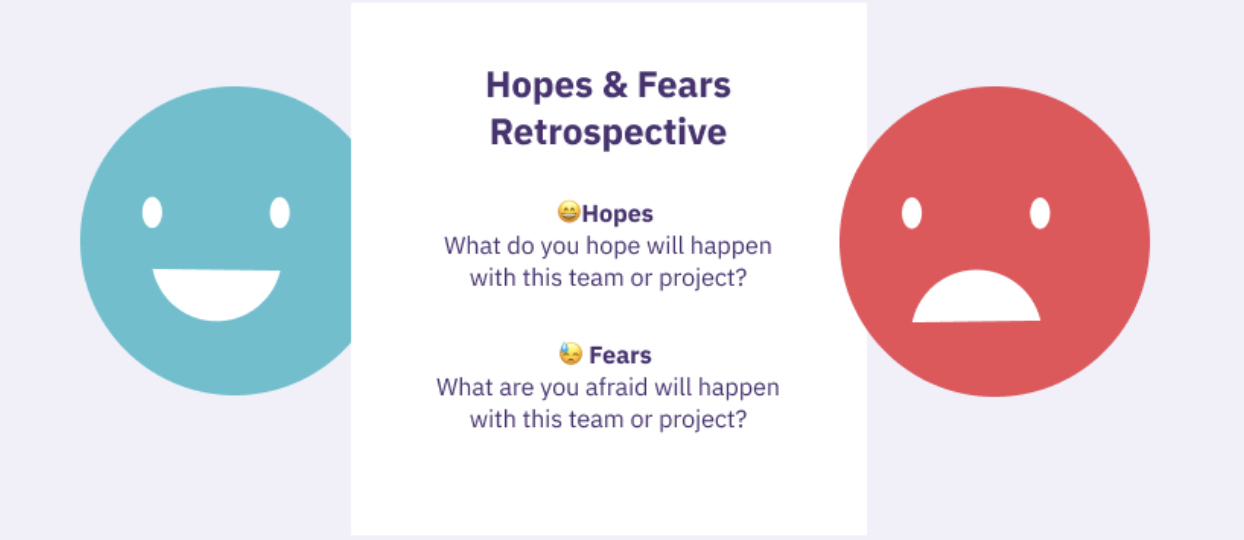 Hopes & Fears
Retrospective
😁Hopes
What do you hope will happen
with this team or project?
😓 Fears
What are you afraid will happen
with this team or project?